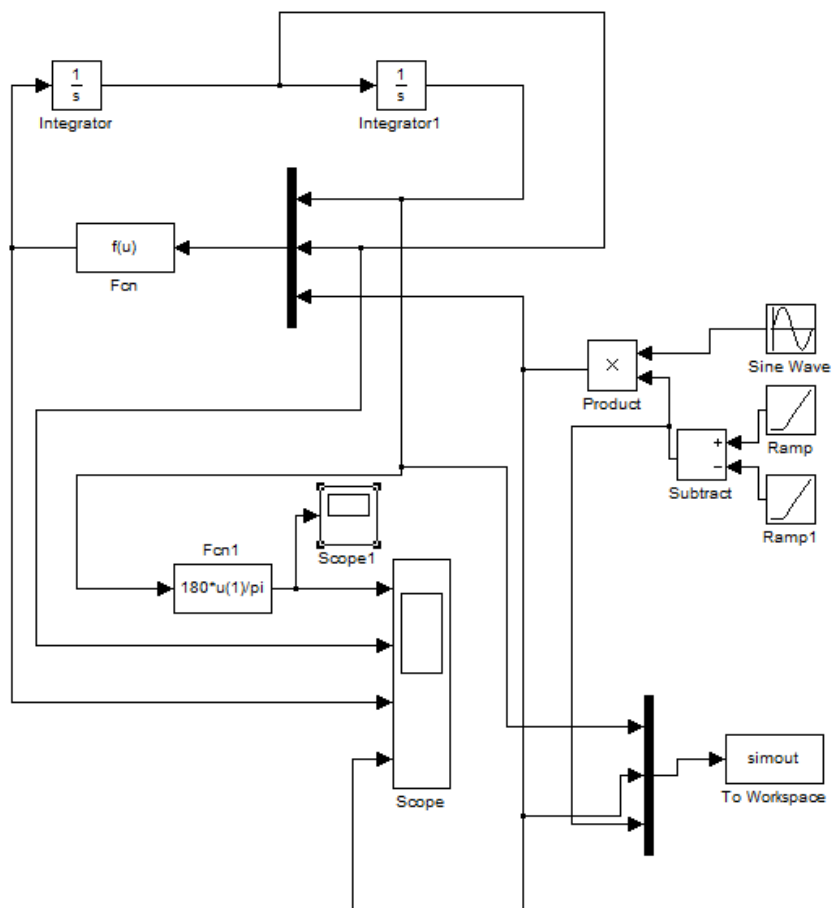 1
s
Integrator
1
s
Integrator1
f(u)
Fcn
×
Product
Sine Wave
Ramp
+
−
Subtract
Ramp1
Scope1
Fcn1
180*u(1)/pi
Scope
simout
To Workspace